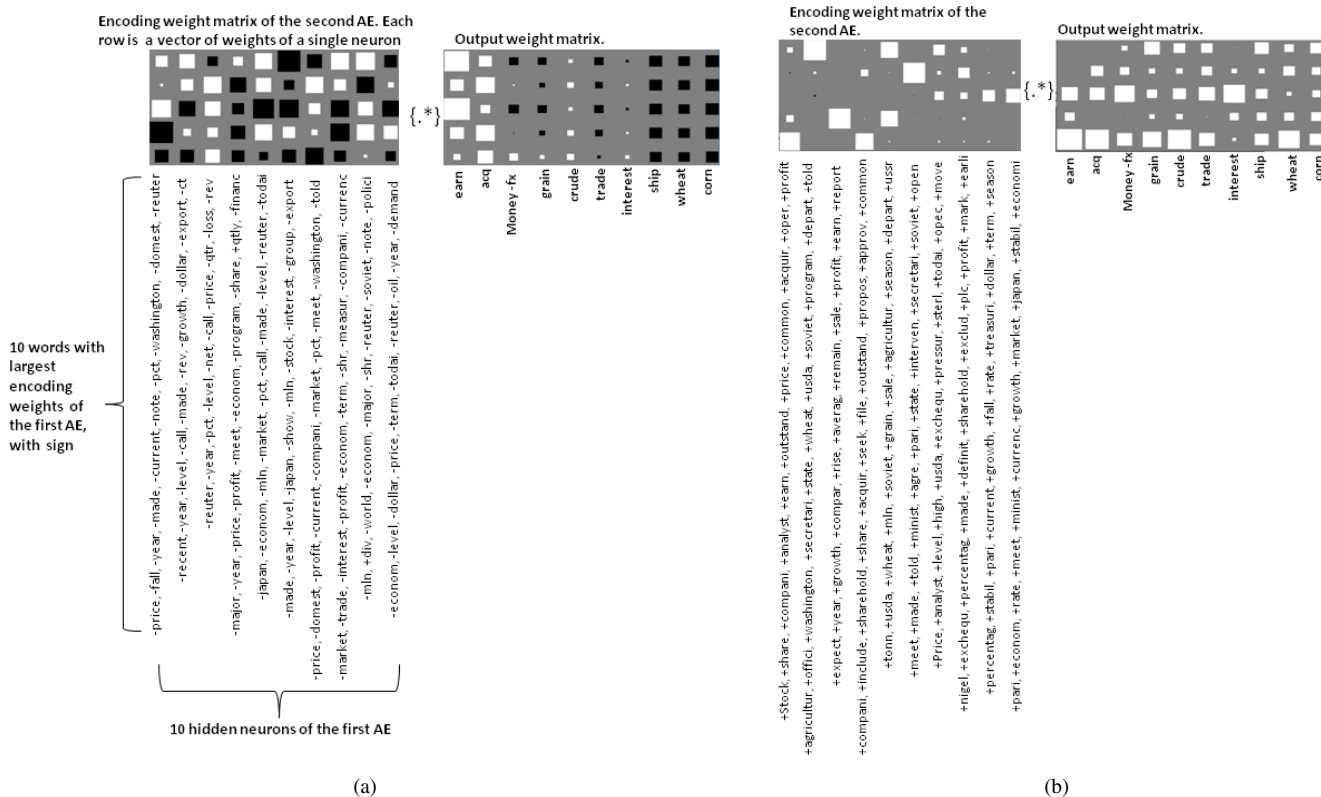 Encoding weight matrix of the second AE. Each
row is a vector of weights of a single neuron
Output weight matrix.
{.*}
earn
acq
Money -fx
grain
crude
trade
interest
ship
wheat
corn
10 words with
largest
encoding
weights of
the first AE,
with sign
-price, -fall, -year, -made, -current, -note, -pct, -washington, -domest, -reuter
-recent, -year, -level, -call, -made, -rev, -growth, -dollar, -export, -ct
-reuter, -year, -pct, -level, -net, -call, -price, -qtr, -loss, -rev
-major, -year, -price, -profit, -meet, -econom, -program, -share, +qtly, -financ
-japan, -econom, -mln, -market, -pct, -call, -made, -level, -reuter, -todai
-made, -year, -level, -japan, -show, -mln, -stock, -interest, -group, -export
-price, -domest, -profit, -current, -compani, -market, -pct, -meet, -washington, -told
-market, -trade, -interest, -profit, -econom, -term, -shr, -measur, -compani, -currenc
-mln, +div, -world, -econom, -major, -shr, -reuter, -soviet, -note, -polici
-econom, -level, -dollar, -price, -term, -todai, -reuter, -oil, -year, -demand
10 hidden neurons of the first AE
(a)
Encoding weight matrix of the
second AE.
Output weight matrix.
{.*}
earn
acq
Money -fx
grain
crude
trade
interest
ship
wheat
corn
+Stock, +share, +compani, +analyst, +earn, +outstand, +price, +common, +acquir, +oper, +profit
+agricultur, +offici, +washington, +secretari, +state, +wheat, +usda, +soviet, +program, +depart, +told
+expect, +year, +growth, +compar, +rise, +averag, +remain, +sale, +profit, +earn, +report
+compani, +include, +sharehold, +share, +acquir, +seek, +file, +outstand, +propos, +approv, +common
+tonn, +usda, +wheat, +mln, +soviet, +grain, +sale, +agricultur, +season, +depart, +ussr
+meet, +made, +told, +minist, +agre, +pari, +state, +interven, +secretari, +soviet, +open
+Price, +analyst, +level, +high, +usda, +exchequ, +pressur, +sterl, +todai, +opec, +move
+nigel, +exchequ, +percentag, +made, +definit, +sharehold, +exclud, +plc, +profit, +mark, +earli
+percentag, +stabil, +pari, +current, +growth, +fall, +rate, +treasuri, +dollar, +term, +season
+pari, +econom, +rate, +meet, +minist, +currenc, +growth, +market, +japan, +stabil, +economi
(b)